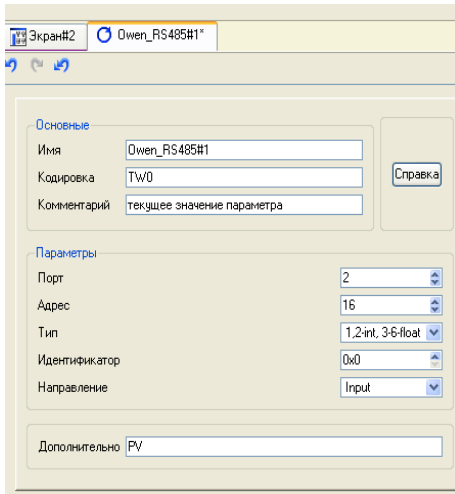 Экран#2 Owen_RS485#1*
Основные
Имя Owen_RS485#1
Кодировка TW0
Комментарий текущее значение параметра
Справка
Параметры
Порт 2
Адрес 16
Тип 1,2-int, 3-6-float
Идентификатор 0x0
Направление Input
Дополнительно PV